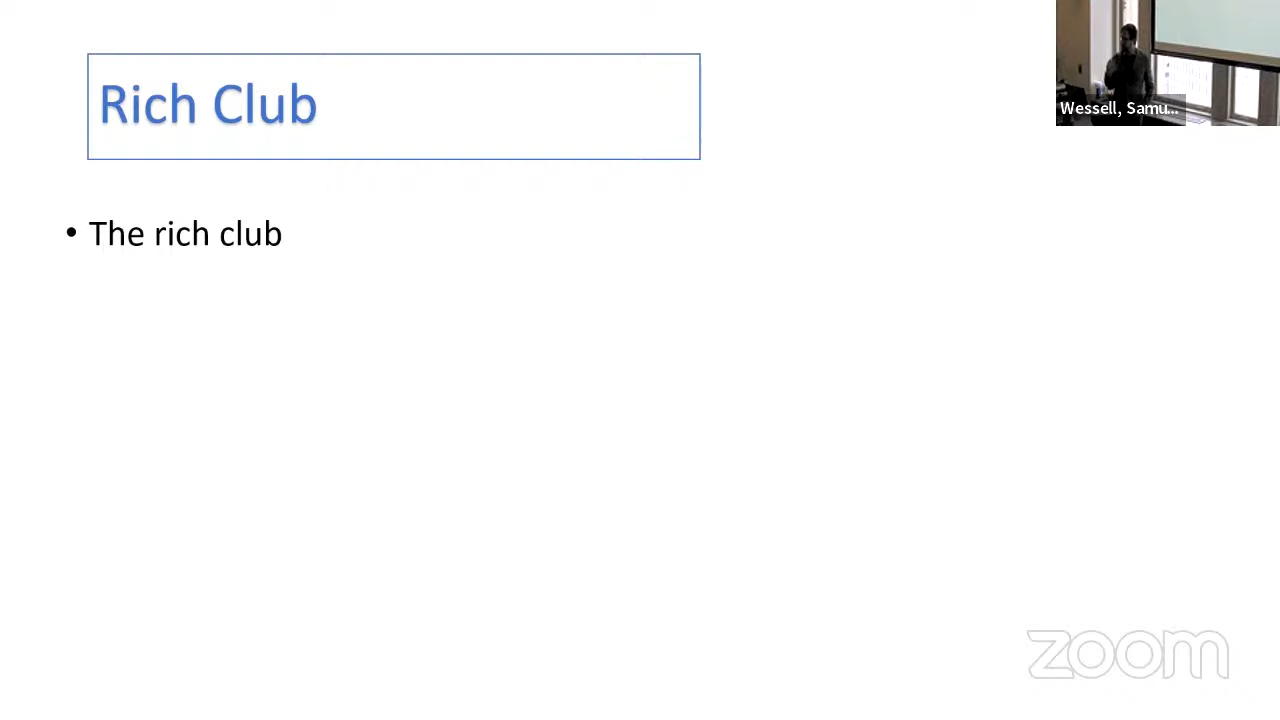 Rich Club
Wessell, Samu...
• The rich club
zoom